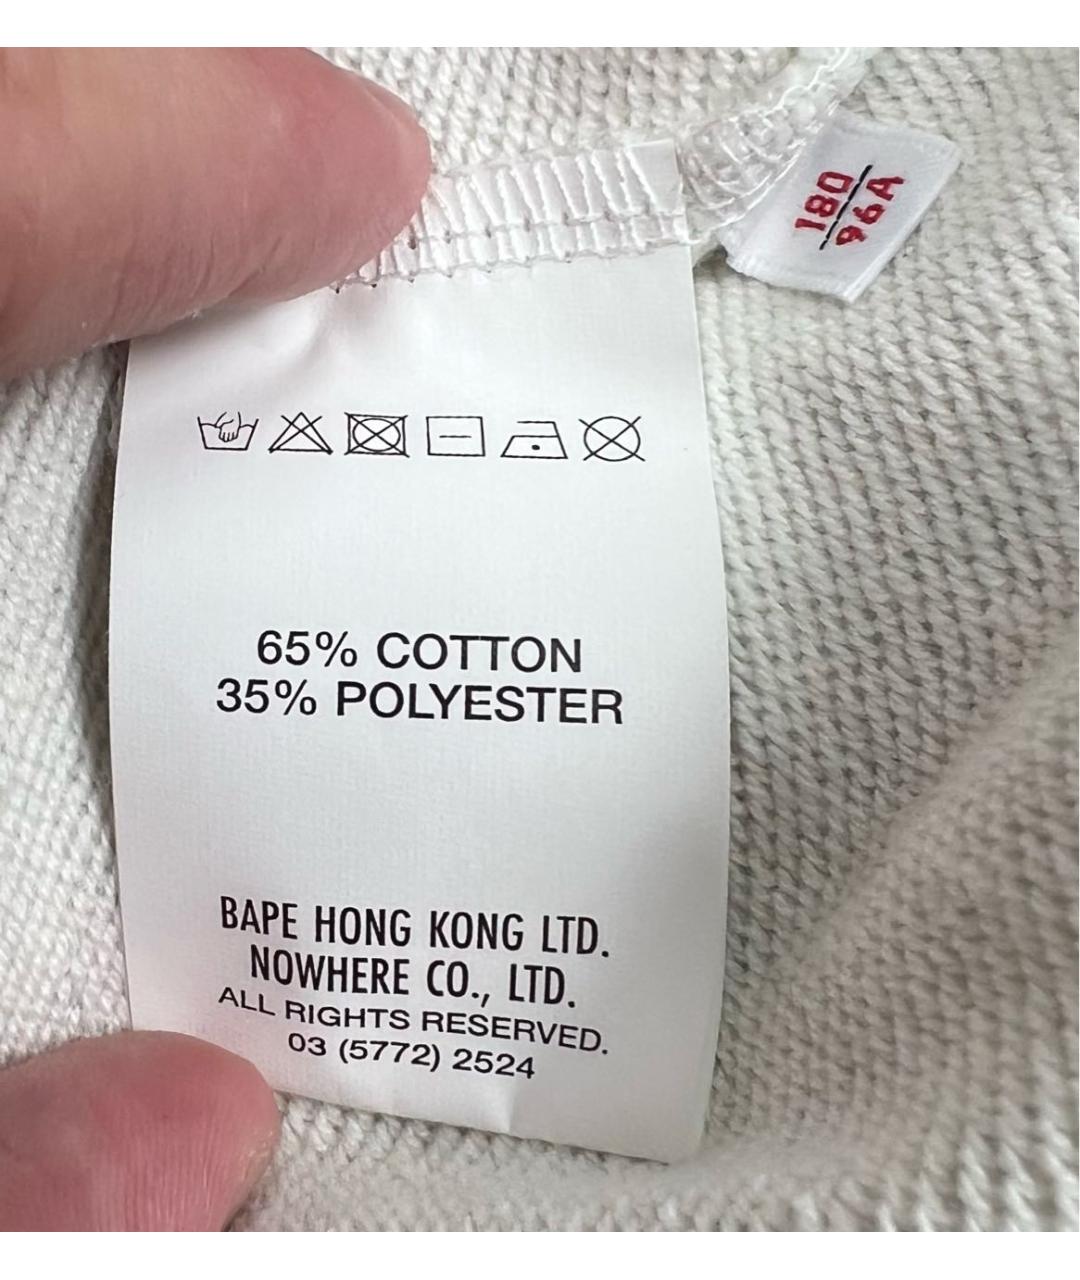 180
96A
65% COTTON
35% POLYESTER
BAPE HONG KONG LTD.
NOWHERE CO., LTD.
ALL RIGHTS RESERVED.
03 (5772) 2524